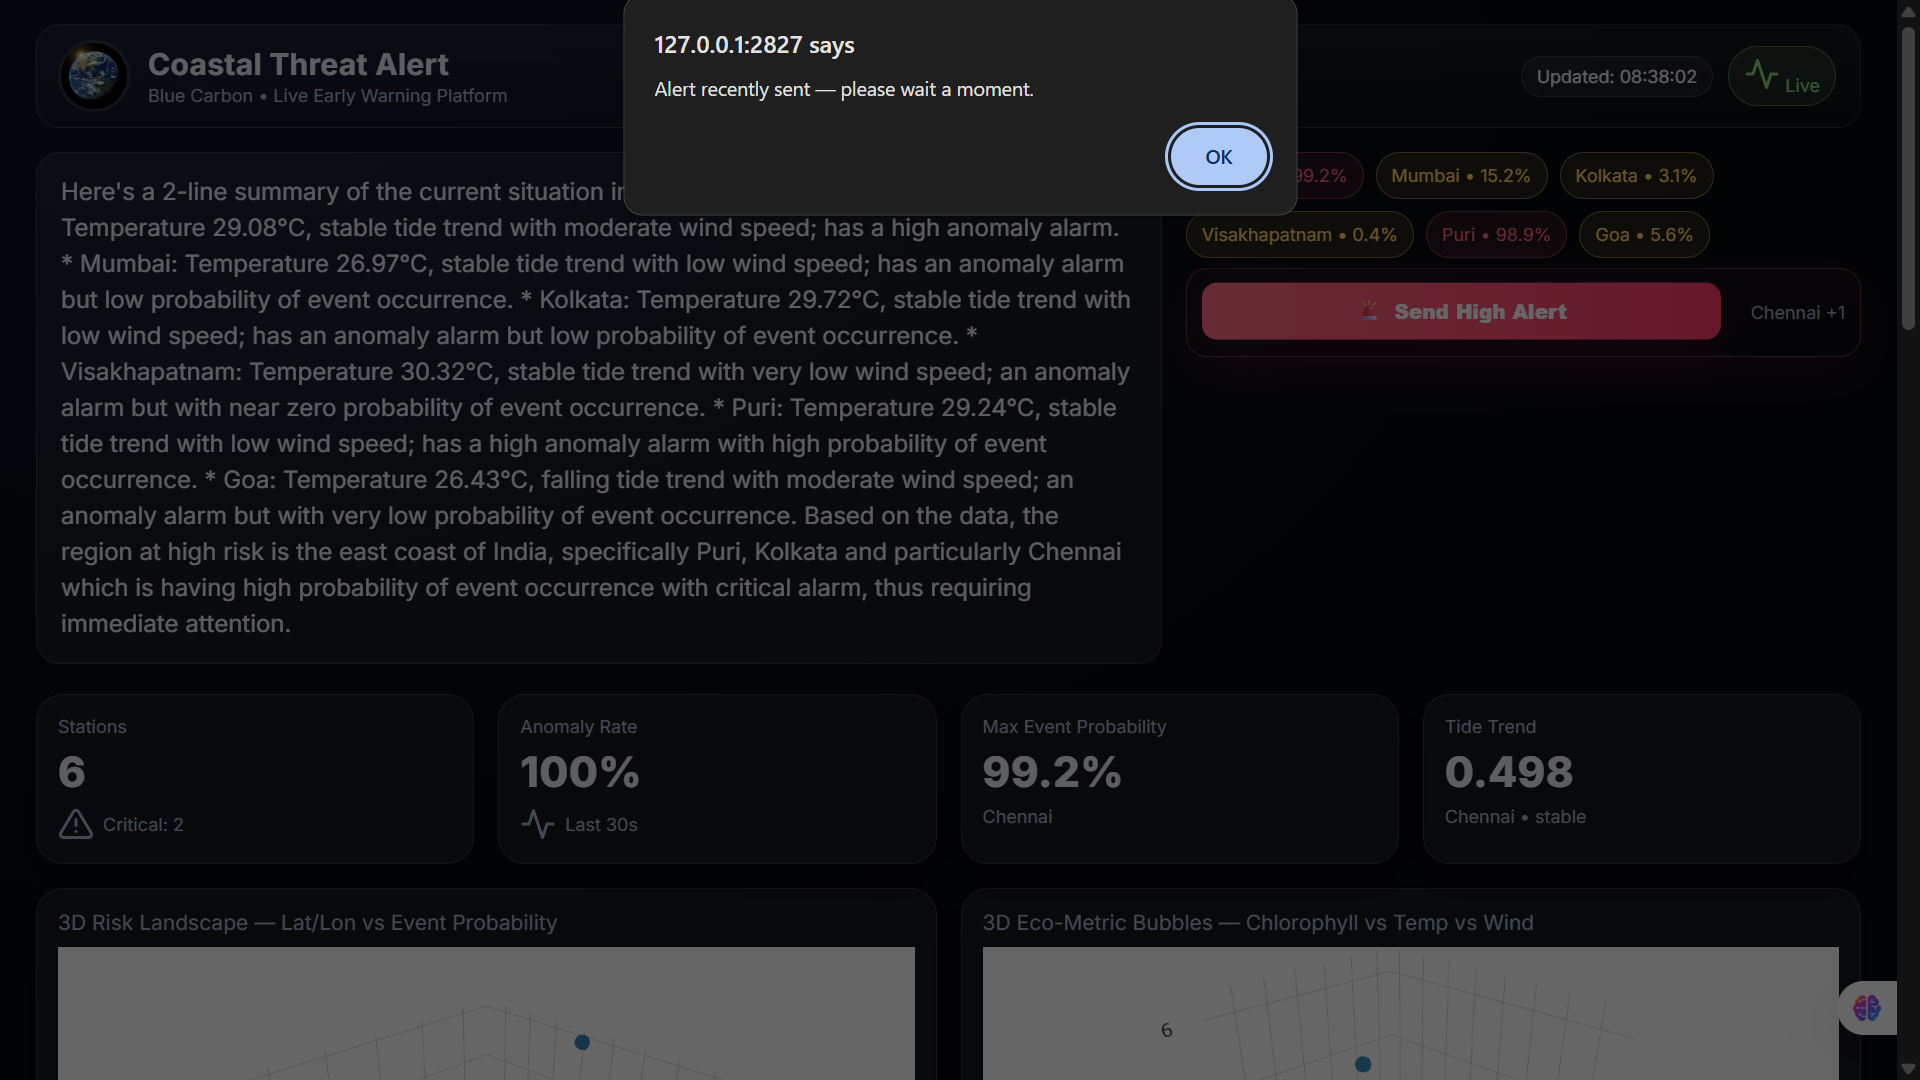 127.0.0.1:2827 says
Alert recently sent — please wait a moment.
OK
Coastal Threat Alert
Blue Carbon • Live Early Warning Platform
Updated: 08:38:02
Live
Here's a 2-line summary of the current situation
Temperature 29.08°C, stable tide trend with moderate wind speed; has a high anomaly alarm.
* Mumbai: Temperature 26.97°C, stable tide trend with low wind speed; has an anomaly alarm
but low probability of event occurrence. * Kolkata: Temperature 29.72°C, stable tide trend with
low wind speed; has an anomaly alarm but low probability of event occurrence. *
Visakhapatnam: Temperature 30.32°C, stable tide trend with very low wind speed; an anomaly
alarm but with near zero probability of event occurrence. * Puri: Temperature 29.24°C, stable
tide trend with low wind speed; has a high anomaly alarm with high probability of event
occurrence. * Goa: Temperature 26.43°C, falling tide trend with moderate wind speed; an
anomaly alarm but with very low probability of event occurrence. Based on the data, the
region at high risk is the east coast of India, specifically Puri, Kolkata and particularly Chennai
which is having high probability of event occurrence with critical alarm, thus requiring
immediate attention.
99.2%
Mumbai • 15.2%
Kolkata • 3.1%
Visakhapatnam • 0.4%
Puri • 98.9%
Goa • 5.6%
Send High Alert
Chennai +1
Stations
6
Critical: 2
Anomaly Rate
100%
Last 30s
Max Event Probability
99.2%
Chennai
Tide Trend
0.498
Chennai • stable
3D Risk Landscape — Lat/Lon vs Event Probability
3D Eco-Metric Bubbles — Chlorophyll vs Temp vs Wind
6